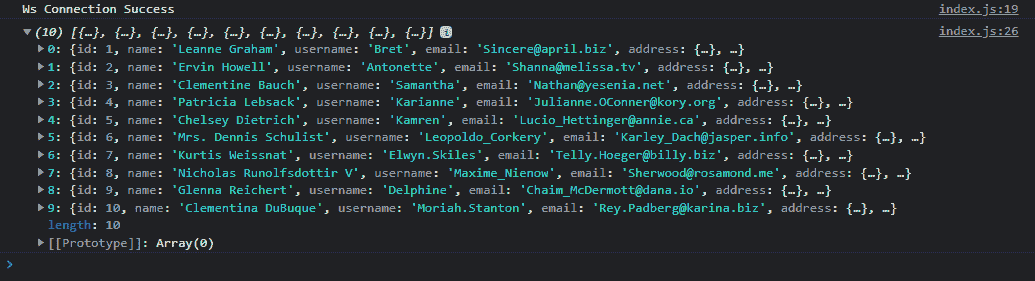 Ws Connection Success index.js:19
(10) [{…}, {…}, {…}, {…}, {…}, {…}, {…}, {…}, {…}, {…}] i index.js:26
0: {id: 1, name: 'Leanne Graham', username: 'Bret', email: 'Sincere@april.biz', address: {…}, …}
1: {id: 2, name: 'Ervin Howell', username: 'Antonette', email: 'Shanna@melissa.tv', address: {…}, …}
2: {id: 3, name: 'Clementine Bauch', username: 'Samantha', email: 'Nathan@yesenia.net', address: {…}, …}
3: {id: 4, name: 'Patricia Lebsack', username: 'Karianne', email: 'Julianne.OConner@kory.org', address: {…}, …}
4: {id: 5, name: 'Chelsey Dietrich', username: 'Kamren', email: 'Lucio_Hettinger@annie.ca', address: {…}, …}
5: {id: 6, name: 'Mrs. Dennis Schulist', username: 'Leopoldo_Corkery', email: 'Karley_Dach@jasper.info', address: {…}, …}
6: {id: 7, name: 'Kurtis Weissnat', username: 'Elwyn.Skiles', email: 'Telly.Hoeger@billy.biz', address: {…}, …}
7: {id: 8, name: 'Nicholas Runolfsdottir V', username: 'Maxime_Nienow', email: 'Sherwood@rosamond.me', address: {…}, …}
8: {id: 9, name: 'Glenna Reichert', username: 'Delphine', email: 'Chaim_McDermott@dana.io', address: {…}, …}
9: {id: 10, name: 'Clementina DuBuque', username: 'Moriah.Stanton', email: 'Rey.Padberg@karina.biz', address: {…}, …}
length: 10
[[Prototype]]: Array(0)